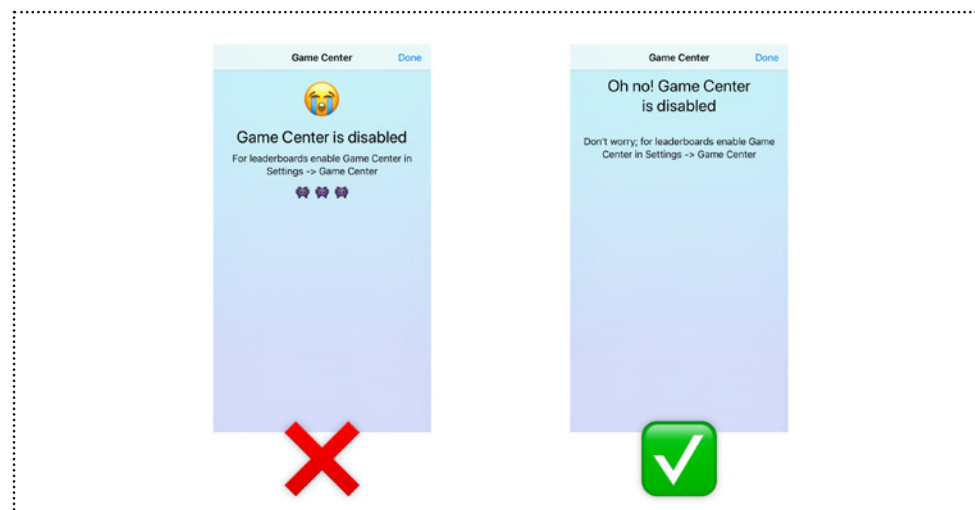 Game Center
Done
Game Center is disabled
For leaderboards enable Game Center in
Settings -> Game Center
Game Center
Done
Oh no! Game Center
is disabled
Don't worry; for leaderboards enable Game
Center in Settings -> Game Center